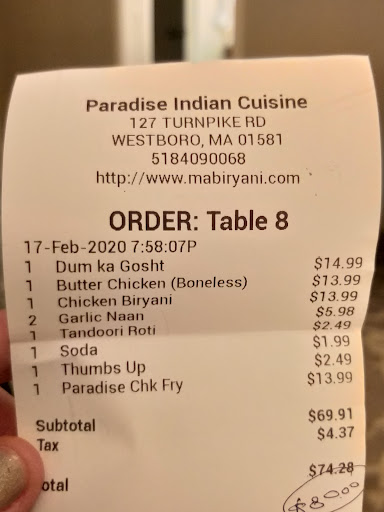 Paradise Indian Cuisine
127 TURNPIKE RD
WESTBORO, MA 01581
5184090068
http://www.mabiryani.com
ORDER: Table 8
17-Feb-2020 7:58:07P
1 Dum ka Gosht $14.99
1 Butter Chicken (Boneless) $13.99
1 Chicken Biryani $13.99
2 Garlic Naan $5.98
1 Tandoori Roti $2.49
1 Soda $1.99
1 Thumbs Up $2.49
1 Paradise Chk Fry $13.99
Subtotal $69.91
Tax $4.37
otal $74.28
$80.00